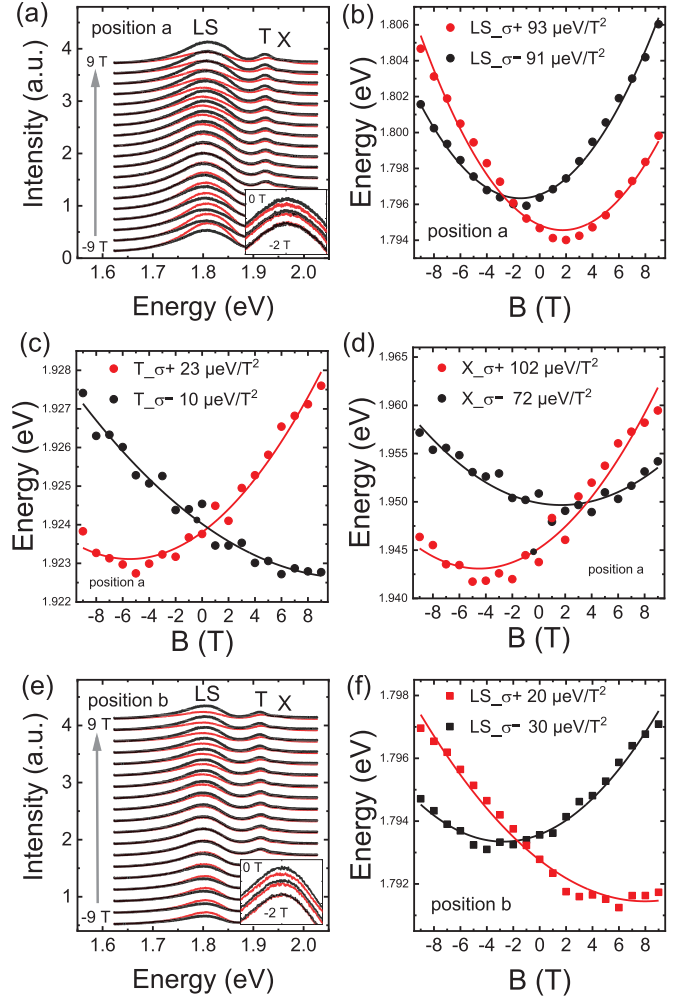 (a)
position a
LS
T X
9 T
-9 T
0 T
-2 T
4
3
2
1
0
Intensity (a.u.)
1.6 1.7 1.8 1.9 2.0
Energy (eV)
(b)
LS_σ+ 93 µeV/T²
LS_σ− 91 µeV/T²
position a
1.806
1.804
1.802
1.800
1.798
1.796
1.794
Energy (eV)
-8 -6 -4 -2 0 2 4 6 8
B (T)
(c)
T_σ+ 23 µeV/T²
T_σ− 10 µeV/T²
position a
1.928
1.927
1.926
1.925
1.924
1.923
1.922
Energy (eV)
-8 -6 -4 -2 0 2 4 6 8
B (T)
(d)
X_σ+ 102 µeV/T²
X_σ− 72 µeV/T²
position a
1.965
1.960
1.955
1.950
1.945
1.940
Energy (eV)
-8 -6 -4 -2 0 2 4 6 8
B (T)
(e)
position b
LS
T X
9 T
-9 T
0 T
-2 T
4
3
2
1
Intensity (a.u.)
1.6 1.7 1.8 1.9 2.0
Energy (eV)
(f)
LS_σ+ 20 µeV/T²
LS_σ− 30 µeV/T²
position b
1.798
1.796
1.794
1.792
Energy (eV)
-8 -6 -4 -2 0 2 4 6 8
B (T)